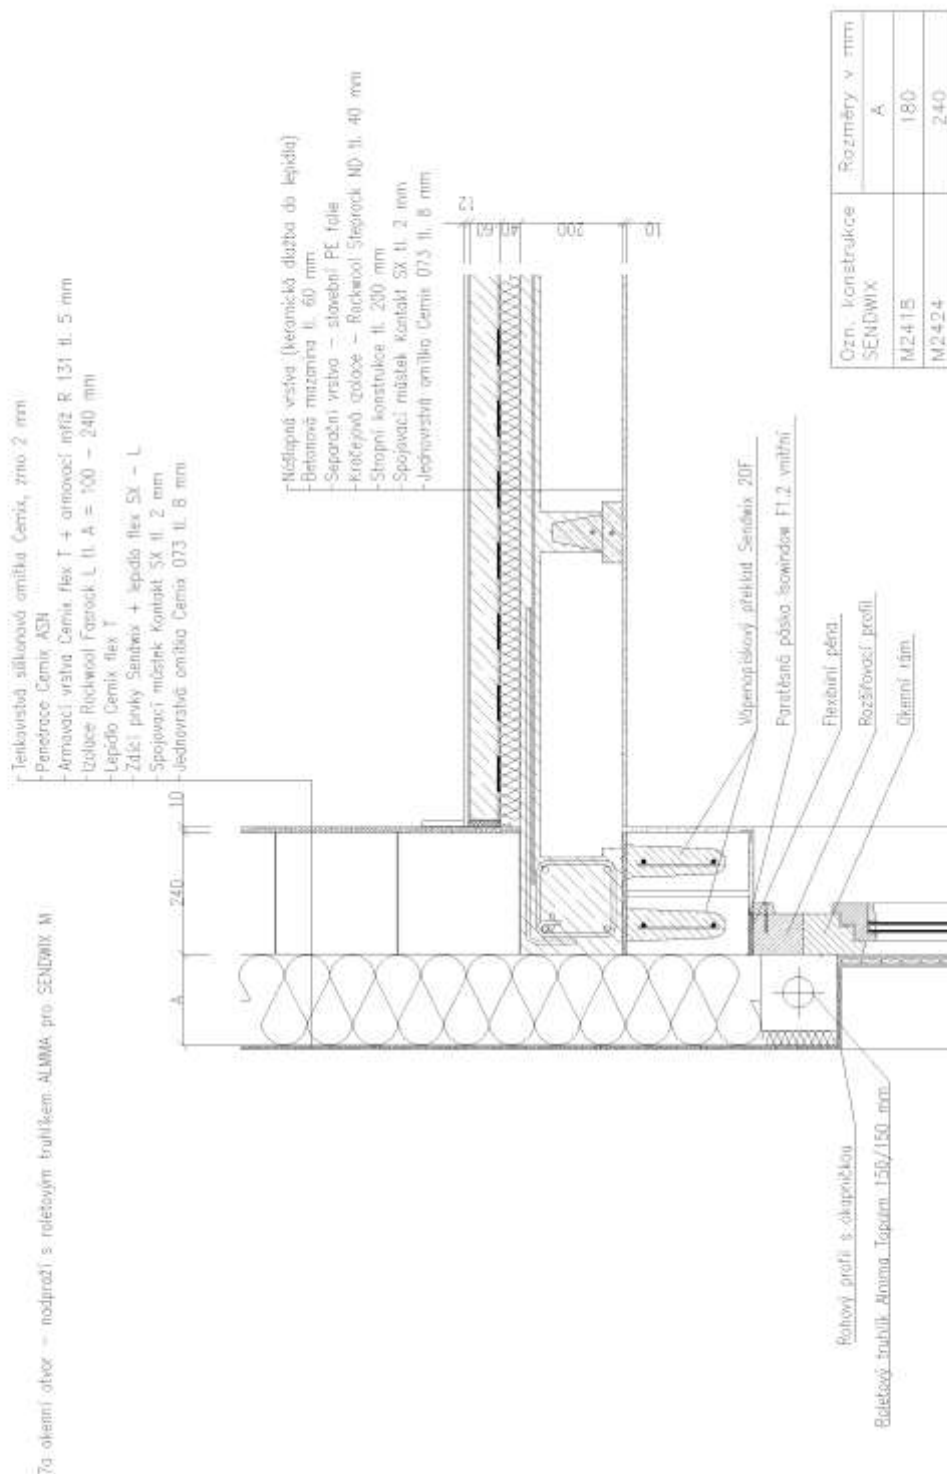 7a okenní otvor – nadpraží s roletovým truhlíkem ALMMA pro SENDWIX M
Tenkovrstvá silikonová omítka Cemix, zrno 2 mm
Penetrace Cemix ASN
Armovací vrstva Cemix flex T + armovací mříž R 131 tl. 5 mm
Izolace Rockwool Fasrock L tl. A = 100 – 240 mm
Lepidlo Cemix flex T
Zdící prvky Sendwix + lepidlo flex SX – L
Spojovací můstek Kontakt SX tl. 2 mm
Jednovrstvá omítka Cemix 073 tl. 8 mm
A
240
10
Nášlapná vrstva (keramická dlažba do lepidla)
Betonová mazanina tl. 60 mm
Separační vrstva – stavební PE folie
Kročejová izolace – Rockwool Steprock ND tl. 40 mm
Stropní konstrukce tl. 200 mm
Spojovací můstek Kontakt SX tl. 2 mm
Jednovrstvá omítka Cemix 073 tl. 8 mm
12
60
40
200
10
Vápenopískový překlad Sendwix 2DF
Parotěsná páska Isowindow F1.2 vnitřní
Flexibilní pěna
Rozšiřovací profil
Okenní rám
Rohový profil s okapničkou
Roletový truhlík 150/150 mm
Ozn. konstrukce Rozměry v mm
SENDWIX A
M2418 180
M2424 240